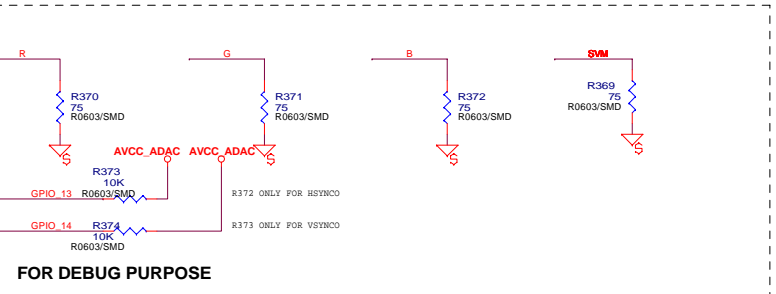 R
G
B
SVM
R370
75
R0603/SMD
R371
75
R0603/SMD
R372
75
R0603/SMD
R369
75
R0603/SMD
S
S
S
S
AVCC_ADAC
AVCC_ADAC
R373
10K
GPIO_13
R0603/SMD
R372 ONLY FOR HSYNCO
GPIO_14
R374
10K
R0603/SMD
R373 ONLY FOR VSYNCO
FOR DEBUG PURPOSE